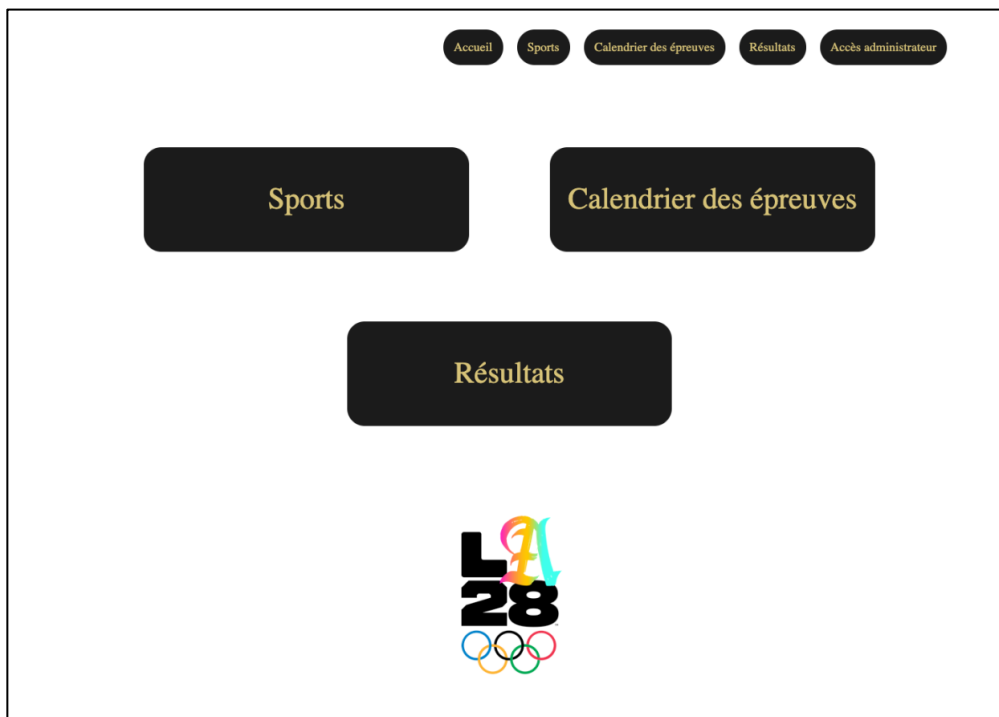 Accueil Sports Calendrier des épreuves Résultats Accès administrateur
Sports Calendrier des épreuves
Résultats
LA
28